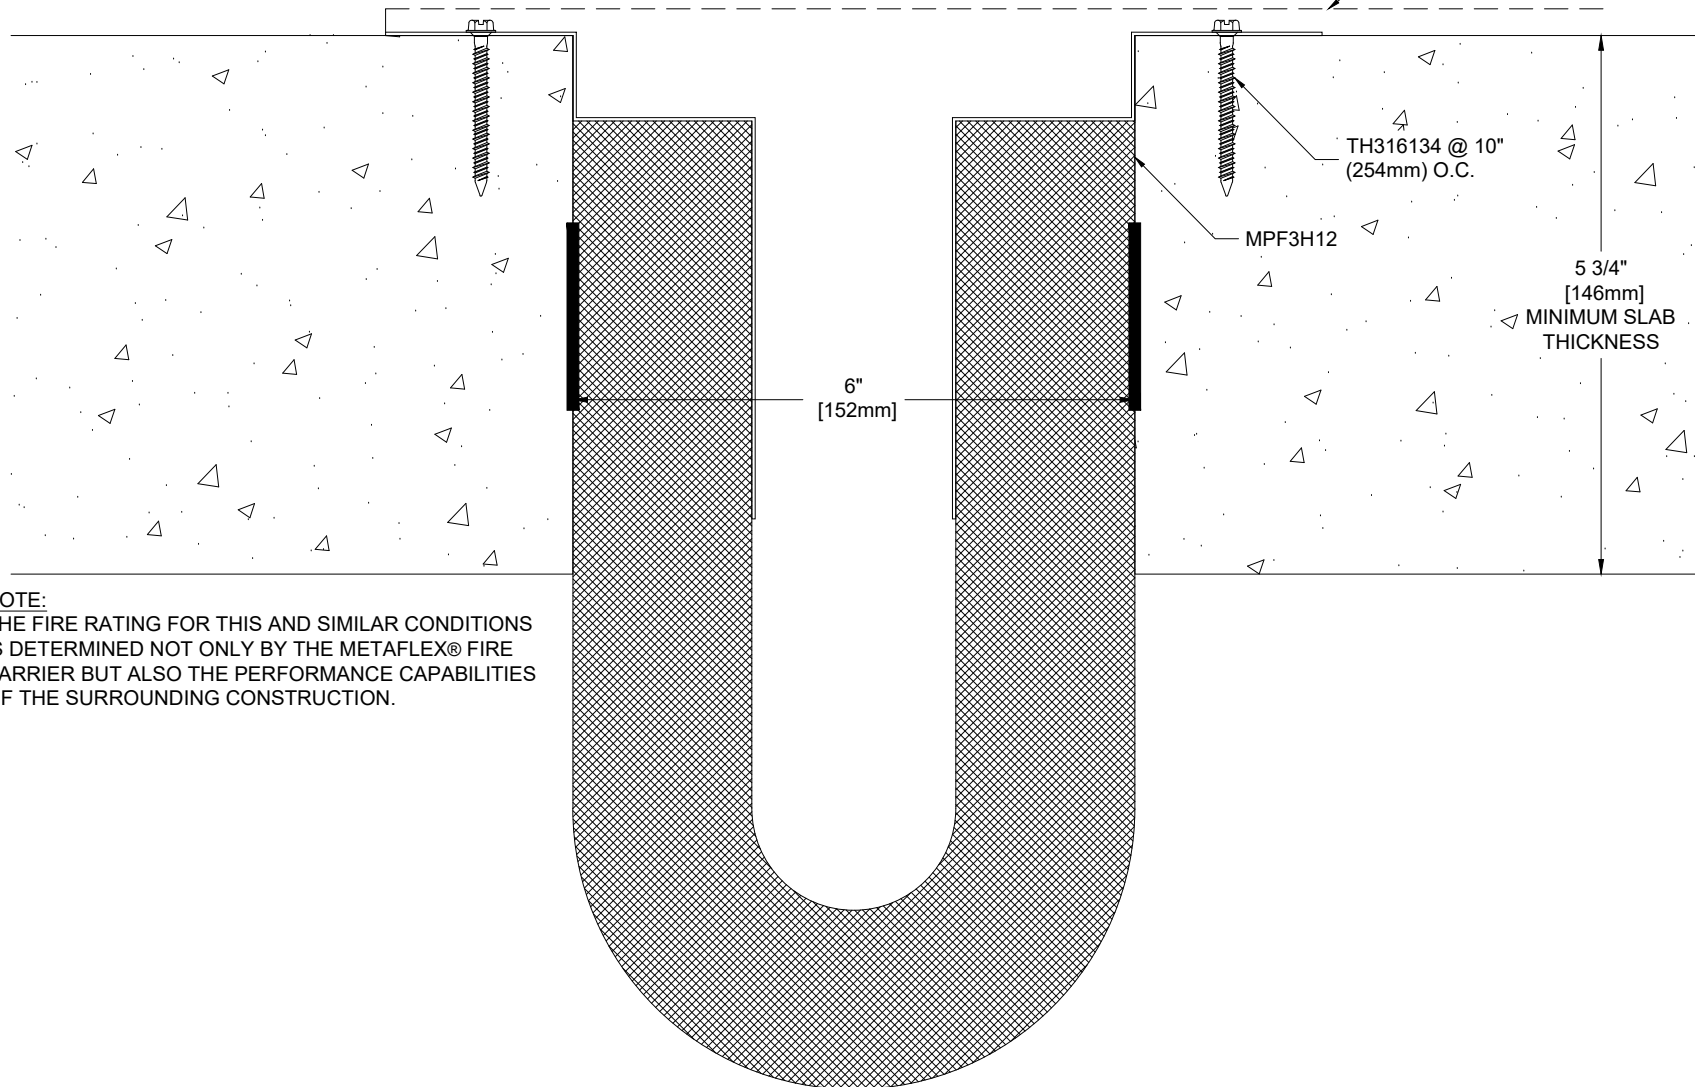 TH316134 @ 10"
(254mm) O.C.
MPF3H12
5 3/4"
[146mm]
MINIMUM SLAB
THICKNESS
6"
[152mm]
OTE:
HE FIRE RATING FOR THIS AND SIMILAR CONDITIONS
S DETERMINED NOT ONLY BY THE METAFLEX® FIRE
ARRIER BUT ALSO THE PERFORMANCE CAPABILITIES
F THE SURROUNDING CONSTRUCTION.